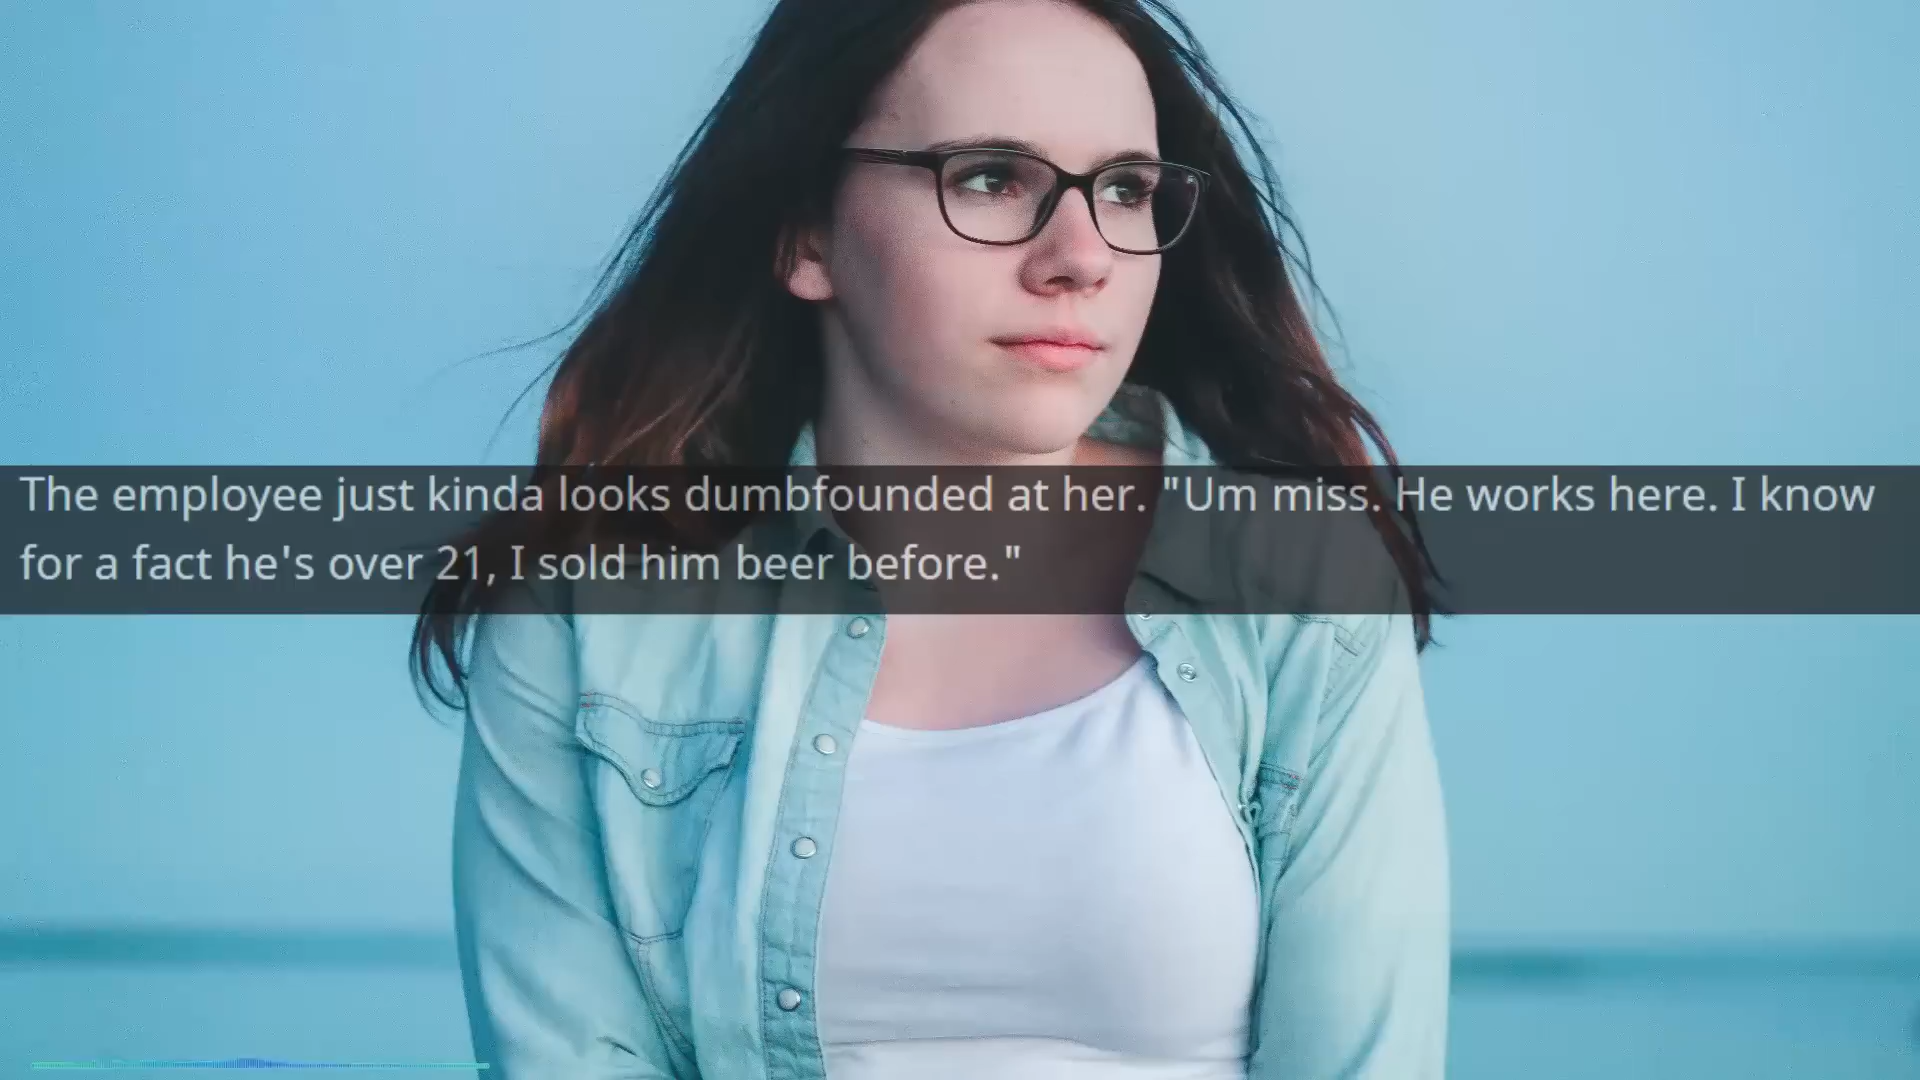 The employee just kinda looks dumbfounded at her. "Um miss. He works here. I know
for a fact he's over 21, I sold him beer before."